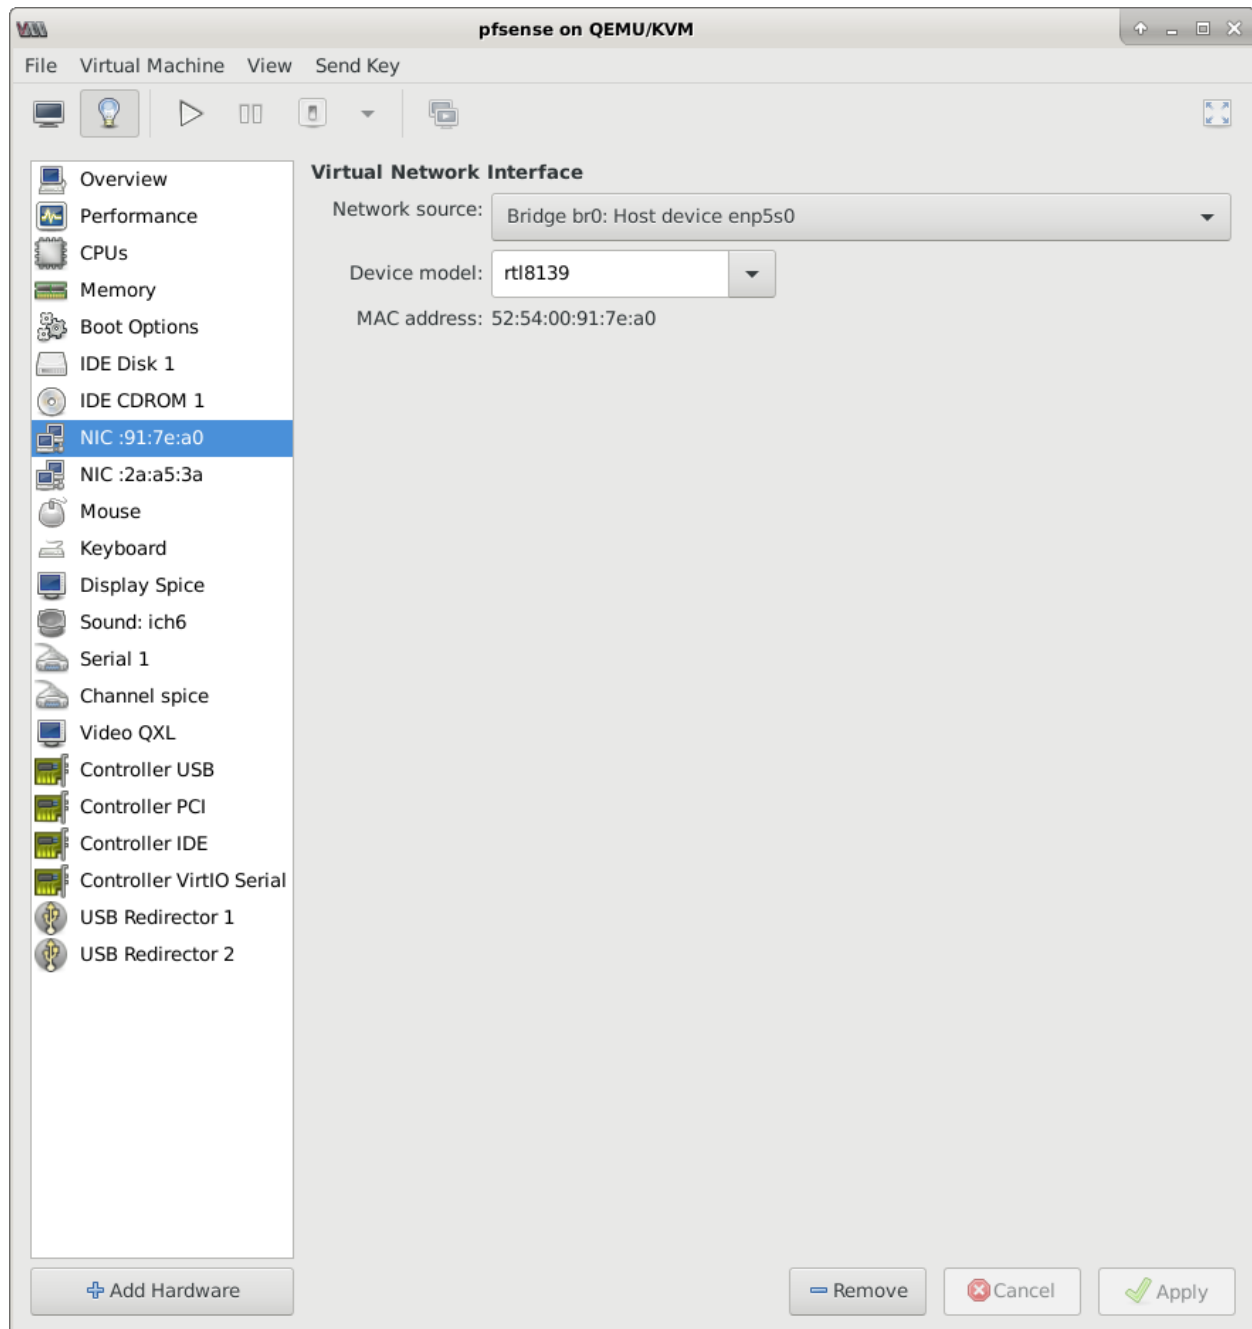 pfsense on QEMU/KVM
File Virtual Machine View Send Key
Overview
Performance
CPUs
Memory
Boot Options
IDE Disk 1
IDE CDROM 1
NIC :91:7e:a0
NIC :2a:a5:3a
Mouse
Keyboard
Display Spice
Sound: ich6
Serial 1
Channel spice
Video QXL
Controller USB
Controller PCI
Controller IDE
Controller VirtIO Serial
USB Redirector 1
USB Redirector 2
Add Hardware
Virtual Network Interface
Network source: Bridge br0: Host device enp5s0
Device model: rtl8139
MAC address: 52:54:00:91:7e:a0
Remove Cancel Apply